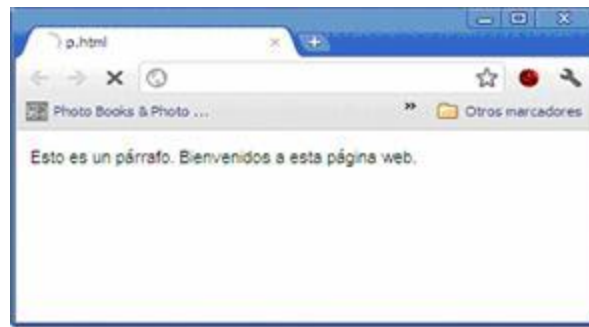 p.html
Photo Books & Photo ...
Otros marcadores
Esto es un párrafo. Bienvenidos a esta página web.